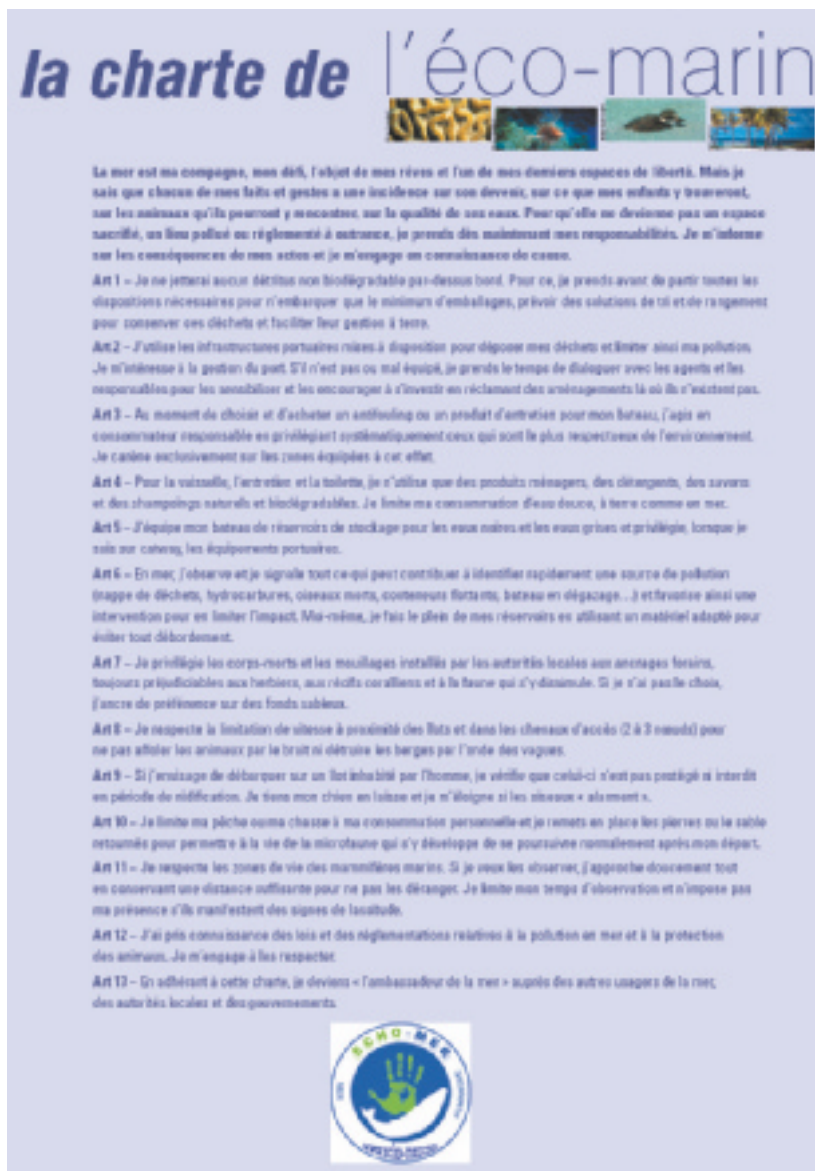 la charte de l'éco-marin
La mer est ma compagne, mon défi, l'objet de mes rêves et l'un de mes derniers espaces de liberté. Mais je
sais que chacun de mes faits et gestes a une incidence sur son devenir, sur ce que mes enfants y trouveront,
sur les animaux qu'ils pourront y rencontrer, sur la qualité de ses eaux. Pour qu'elle ne devienne pas un espace
sacrifié, un lieu pollué ou réglementé à outrance, je prends dès maintenant mes responsabilités. Je m'informe
sur les conséquences de mes actes et je m'engage en connaissance de cause.
Art 1 – Je ne jetterai aucun détritus non biodégradable par-dessus bord. Pour ce, je prends avant de partir toutes les
dispositions nécessaires pour n'embarquer que le minimum d'emballages, prévoir des solutions de tri et de rangement
pour conserver ces déchets et faciliter leur gestion à terre.
Art 2 – J'utilise les infrastructures portuaires mises à disposition pour déposer mes déchets et limiter ainsi ma pollution.
Je m'intéresse à la gestion du port. S'il n'est pas ou mal équipé, je prends le temps de dialoguer avec les agents et les
responsables pour les sensibiliser et les encourager à s'investir en réclamant des aménagements là où ils n'existent pas.
Art 3 – Au moment de choisir et d'acheter un antifouling ou un produit d'entretien pour mon bateau, j'agis en
consommateur responsable en privilégiant systématiquement ceux qui sont le plus respectueux de l'environnement.
Je carène exclusivement sur les zones équipées à cet effet.
Art 4 – Pour la vaisselle, l'entretien et la toilette, je n'utilise que des produits ménagers, des détergents, des savons
et des shampoings naturels et biodégradables. Je limite ma consommation d'eau douce, à terre comme en mer.
Art 5 – J'équipe mon bateau de réservoirs de stockage pour les eaux noires et les eaux grises et privilégie, lorsque je
suis sur catway, les équipements portuaires.
Art 6 – En mer, j'observe et je signale tout ce qui peut contribuer à identifier rapidement une source de pollution
(nappe de déchets, hydrocarbures, oiseaux morts, conteneurs flottants, bateau en dégazage…) et favorise ainsi une
intervention pour en limiter l'impact. Moi-même, je fais le plein de mes réservoirs en utilisant un matériel adapté pour
éviter tout débordement.
Art 7 – Je privilégie les corps-morts et les mouillages installés par les autorités locales aux ancrages forains,
toujours préjudiciables aux herbiers, aux récifs coralliens et à la faune qui s'y dissimule. Si je n'ai pas le choix,
j'ancre de préférence sur des fonds sableux.
Art 8 – Je respecte la limitation de vitesse à proximité des îlots et dans les chenaux d'accès (2 à 3 nœuds) pour
ne pas affoler les animaux par le bruit ni détruire les berges par l'onde des vagues.
Art 9 – Si j'envisage de débarquer sur un îlot inhabité par l'homme, je vérifie que celui-ci n'est pas protégé ni interdit
en période de nidification. Je tiens mon chien en laisse et je m'éloigne si les oiseaux « alarment ».
Art 10 – Je limite ma pêche ou ma chasse à ma consommation personnelle et je remets en place les pierres ou le sable
retournés pour permettre à la vie de la microfaune qui s'y développe de se poursuivre normalement après mon départ.
Art 11 – Je respecte les zones de vie des mammifères marins. Si je veux les observer, j'approche doucement tout
en conservant une distance suffisante pour ne pas les déranger. Je limite mon temps d'observation et n'impose pas
ma présence s'ils manifestent des signes de lassitude.
Art 12 – J'ai pris connaissance des lois et des réglementations relatives à la pollution en mer et à la protection
des animaux. Je m'engage à les respecter.
Art 13 – En adhérant à cette charte, je deviens « l'ambassadeur de la mer » auprès des autres usagers de la mer,
des autorités locales et des gouvernements.
ECHO-MER